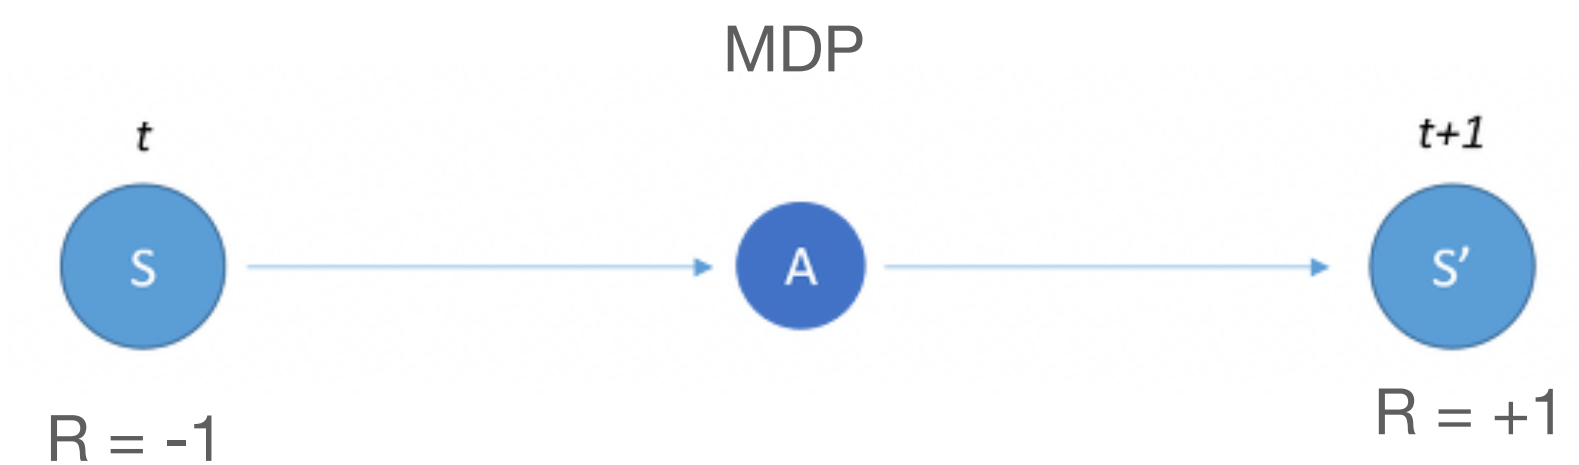 MDP
t
t+1
S
A
S'
R = -1
R = +1